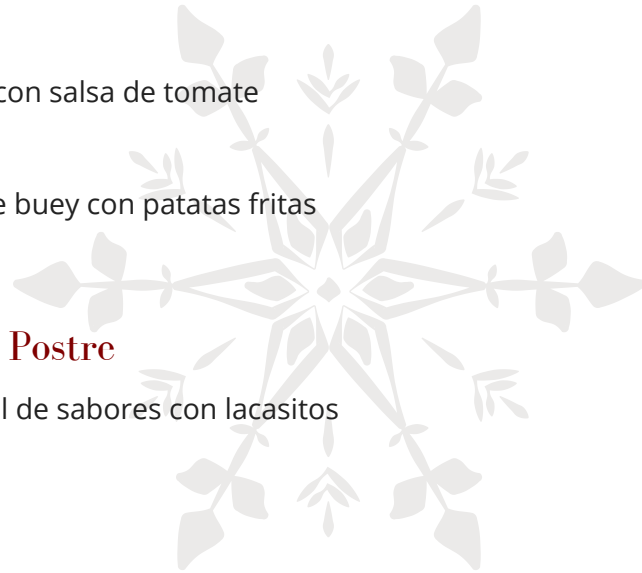 con salsa de tomate
e buey con patatas fritas
Postre
l de sabores con lacasitos